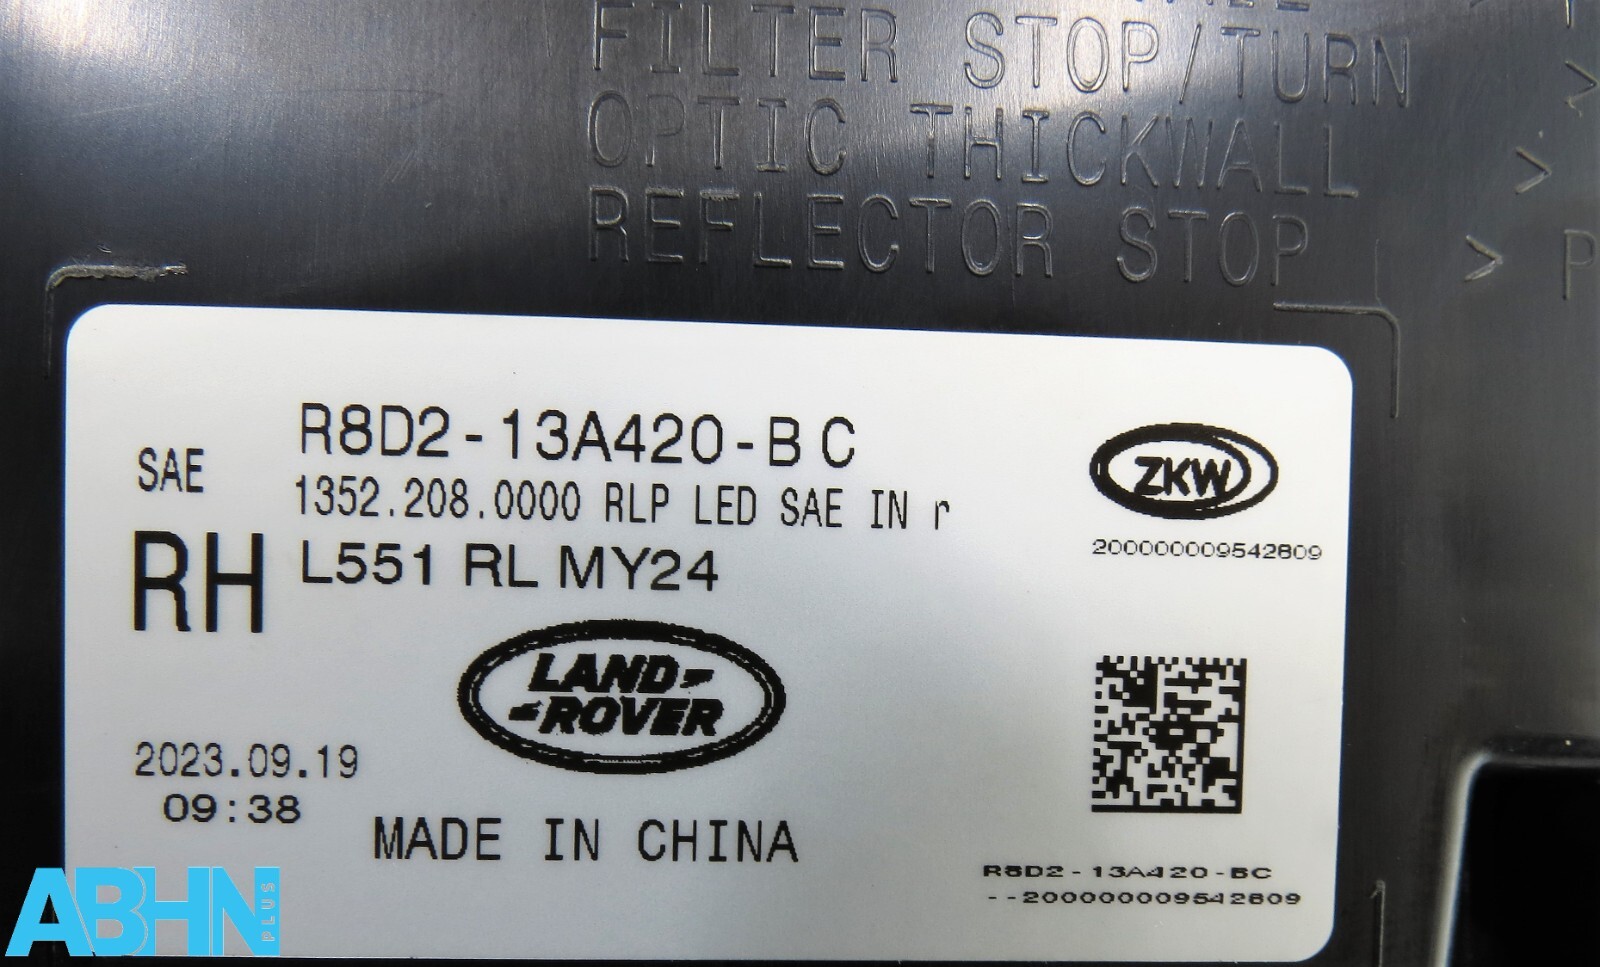 FILTER STOP/TURN >
OPTIC THICKWALL >
REFLECTOR STOP > P
SAE
R8D2-13A420-BC
1352.208.0000 RLP LED SAE IN r
RH
L551 RL MY24
ZKW
200000009542809
LAND-
-ROVER
2023.09.19
09:38
MADE IN CHINA
R8D2-13A420-BC
--200000009542809
ABHN PLUS